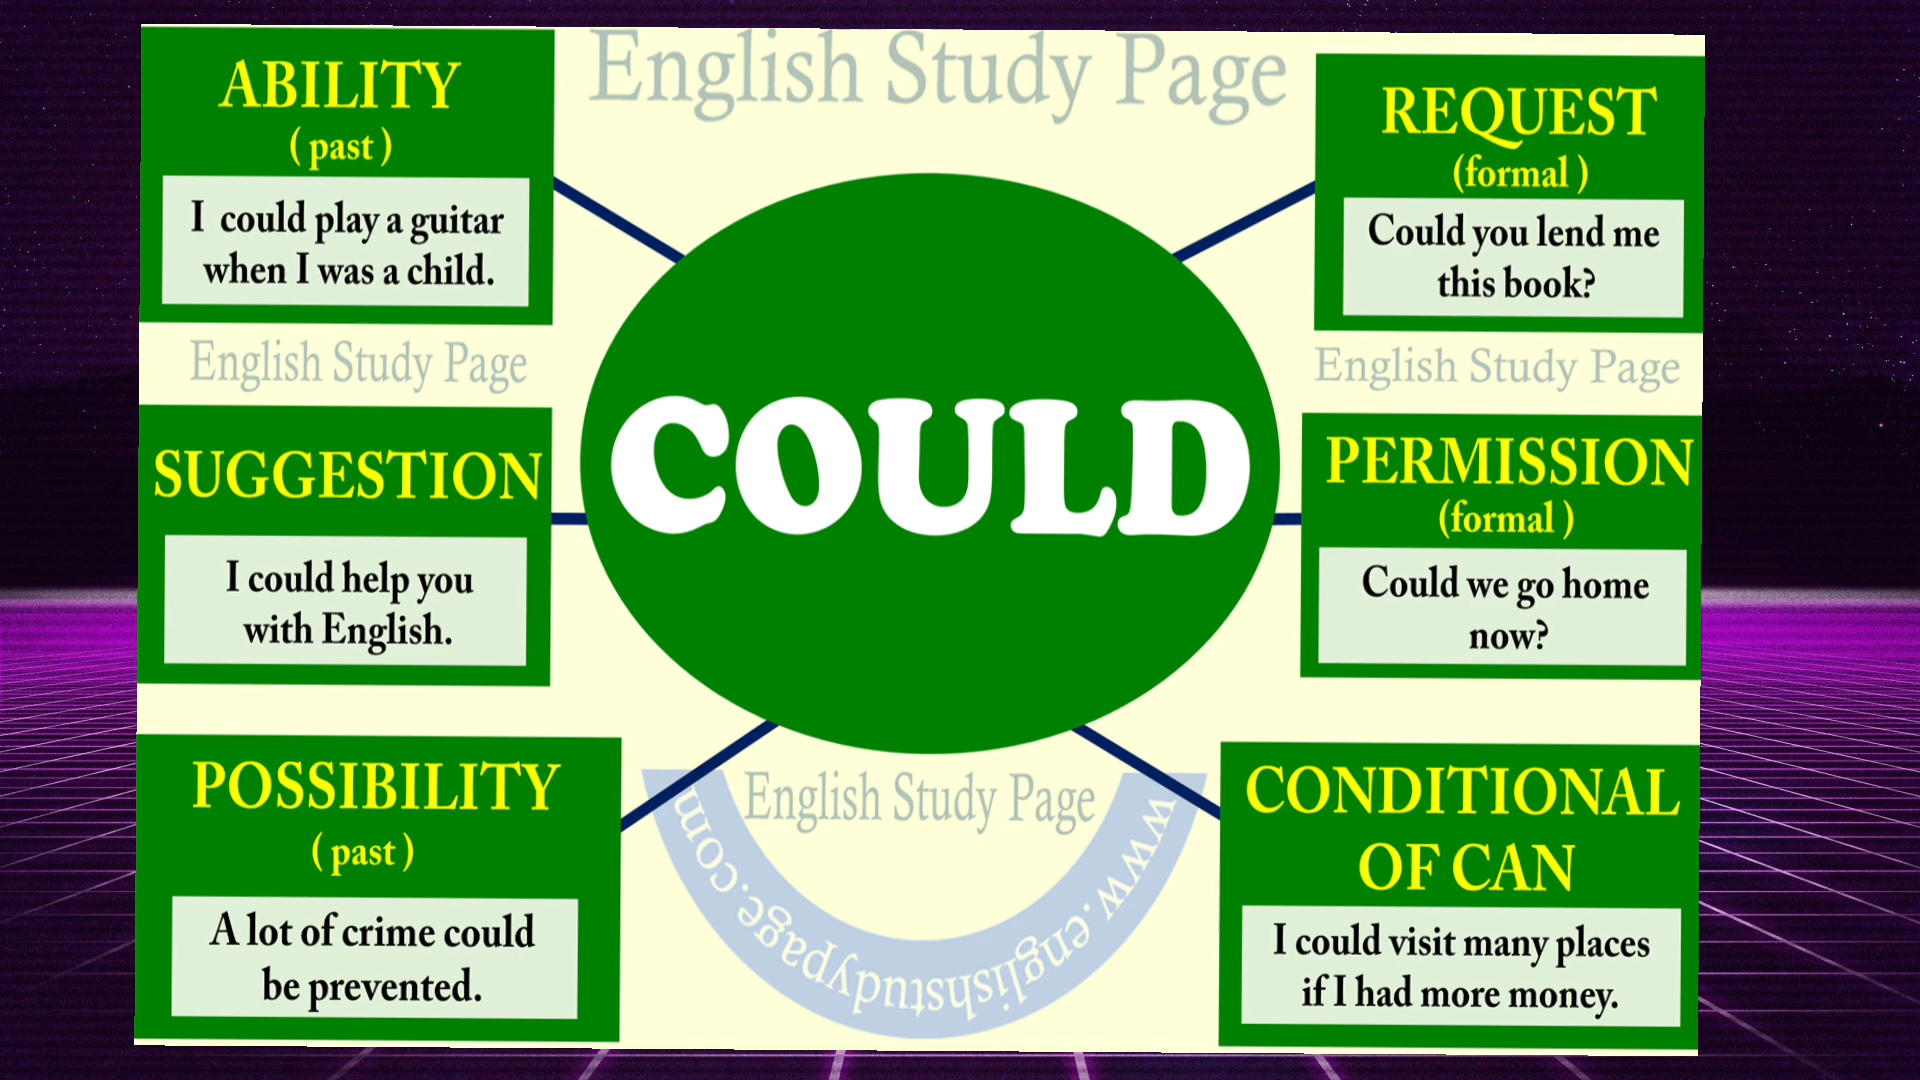 English Study Page
ABILITY
( past )
I could play a guitar
when I was a child.
REQUEST
(formal )
Could you lend me
this book?
English Study Page
English Study Page
COULD
SUGGESTION
I could help you
with English.
PERMISSION
(formal )
Could we go home
now?
POSSIBILITY
( past )
A lot of crime could
be prevented.
English Study Page
www.englishstudypage.com
CONDITIONAL
OF CAN
I could visit many places
if I had more money.